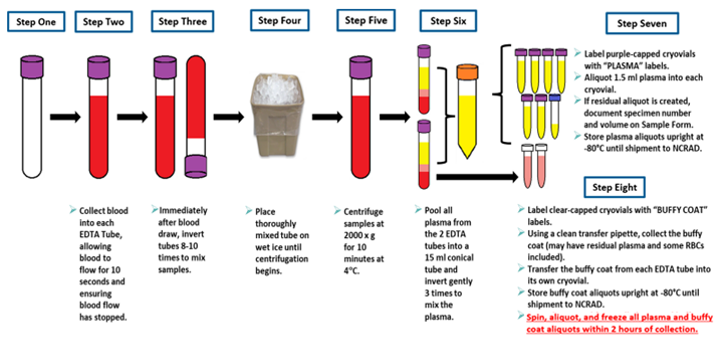 Step One
Step Two
Step Three
Step Four
Step Five
Step Six
Step Seven
Collect blood
into each
EDTA Tube,
allowing
blood to
flow for 10
seconds and
ensuring
blood flow
has stopped.
Immediately
after blood
draw, invert
tubes 8-10
times to mix
samples.
Place
thoroughly
mixed tube on
wet ice until
centrifugation
begins.
Centrifuge
samples at
2000 x g
for 10
minutes at
4°C.
Pool all
plasma from
the 2 EDTA
tubes into a
15 ml conical
tube and
invert gently
3 times to
mix the
plasma.
Label purple-capped cryovials
with “PLASMA” labels.
Aliquot 1.5 ml plasma into each
cryovial.
If residual aliquot is created,
document specimen number
and volume on Sample Form.
Store plasma aliquots upright at
-80°C until shipment to NCRAD.
Step Eight
Label clear-capped cryovials with “BUFFY COAT”
labels.
Using a clean transfer pipette, collect the buffy
coat (may have residual plasma and some RBCs
included).
Transfer the buffy coat from each EDTA tube into
its own cryovial.
Store buffy coat aliquots upright at -80°C until
shipment to NCRAD.
Spin, aliquot, and freeze all plasma and buffy
coat aliquots within 2 hours of collection.